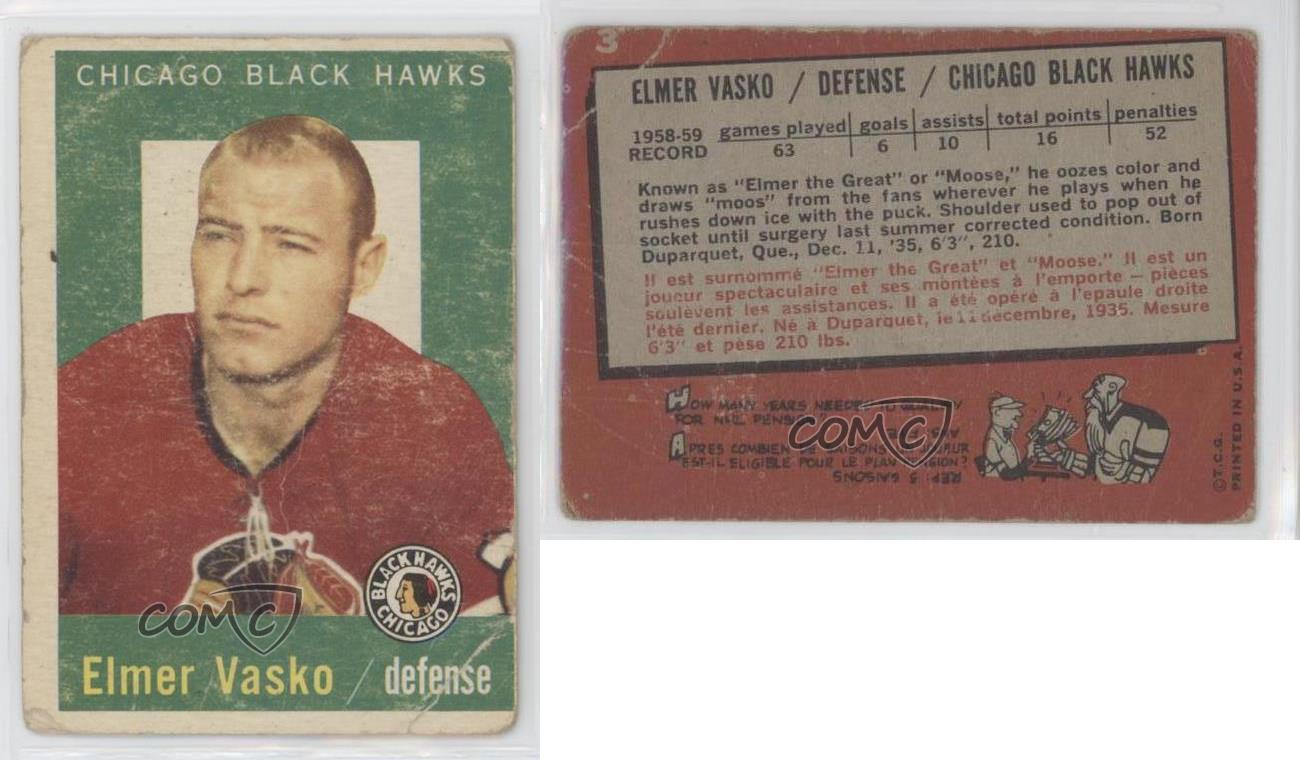 CHICAGO BLACK HAWKS
BLACK HAWKS
CHICAGO
COMC
Elmer Vasko / defense
3
ELMER VASKO / DEFENSE / CHICAGO BLACK HAWKS
1958-59 games played goals assists total points penalties
RECORD 63 6 10 16 52
Known as "Elmer the Great" or "Moose," he oozes color and
draws "moos" from the fans wherever he plays when he
rushes down ice with the puck. Shoulder used to pop out of
socket until surgery last summer corrected condition. Born
Duparquet, Que., Dec. 11, '35, 6'3", 210.
Il est surnommé "Elmer the Great" et "Moose." Il est un
joueur spectaculaire et ses montées à l'emporte — pièces
soulèvent les assistances. Il a été opéré à l'epaule droite
l'été dernier. Né à Duparquet, le 11 decembre, 1935. Mesure
6'3" et pèse 210 lbs.
HOW MANY YEARS NEEDED TO QUALIFY
FOR NHL PENSION
ANS
APRES COMBIEN DE SAISONS JOUEUR
EST-IL ELIGIBLE POUR LE PLAN PENSION?
REP: 5 SAISONS
COMC
©T.C.G.
PRINTED IN U.S.A.